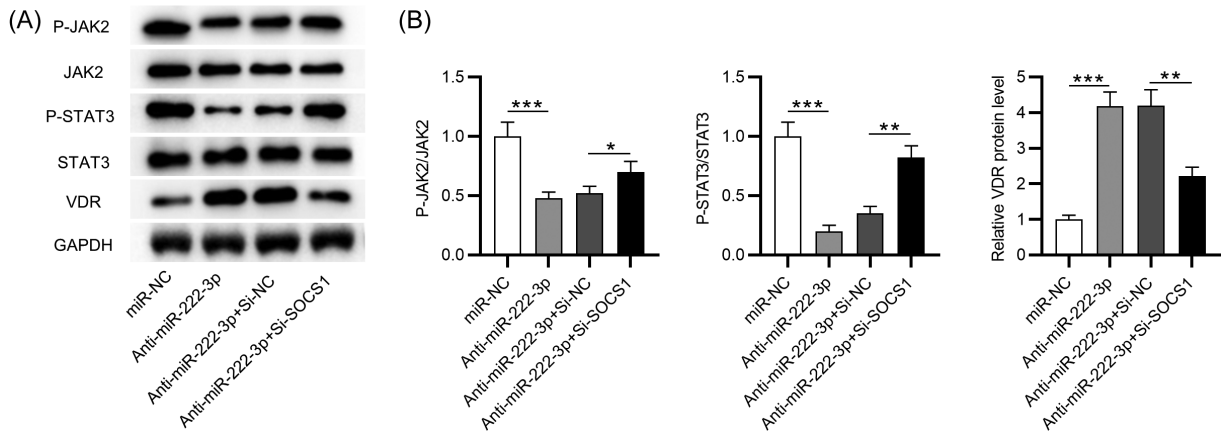 (A)
P-JAK2
JAK2
P-STAT3
STAT3
VDR
GAPDH
miR-NC
Anti-miR-222-3p
Anti-miR-222-3p+Si-NC
Anti-miR-222-3p+Si-SOCS1
(B)
P-JAK2/JAK2
1.5
1.0
0.5
0.0
***
*
miR-NC
Anti-miR-222-3p
Anti-miR-222-3p+Si-NC
Anti-miR-222-3p+Si-SOCS1
P-STAT3/STAT3
1.5
1.0
0.5
0.0
***
**
miR-NC
Anti-miR-222-3p
Anti-miR-222-3p+Si-NC
Anti-miR-222-3p+Si-SOCS1
Relative VDR protein level
5
4
3
2
1
0
***
**
miR-NC
Anti-miR-222-3p
Anti-miR-222-3p+Si-NC
Anti-miR-222-3p+Si-SOCS1